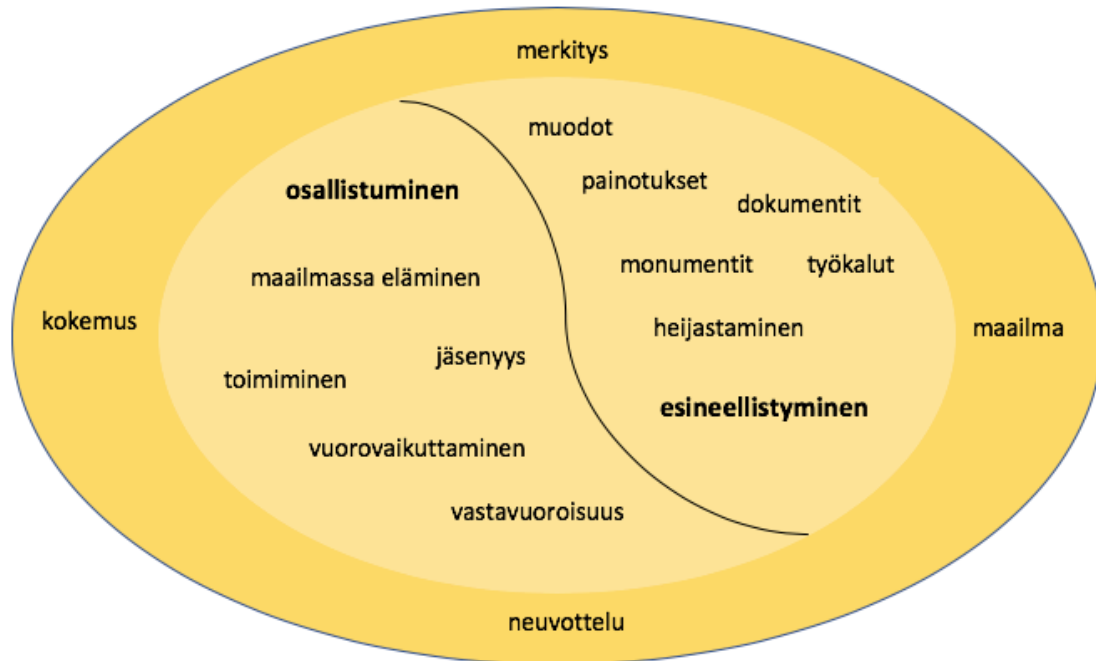 merkitys
muodot
painotukset
osallistuminen
dokumentit
monumentit
työkalut
maailmassa eläminen
kokemus
heijastaminen
maailma
jäsenyys
toimiminen
esineellistyminen
vuorovaikuttaminen
vastavuoroisuus
neuvottelu